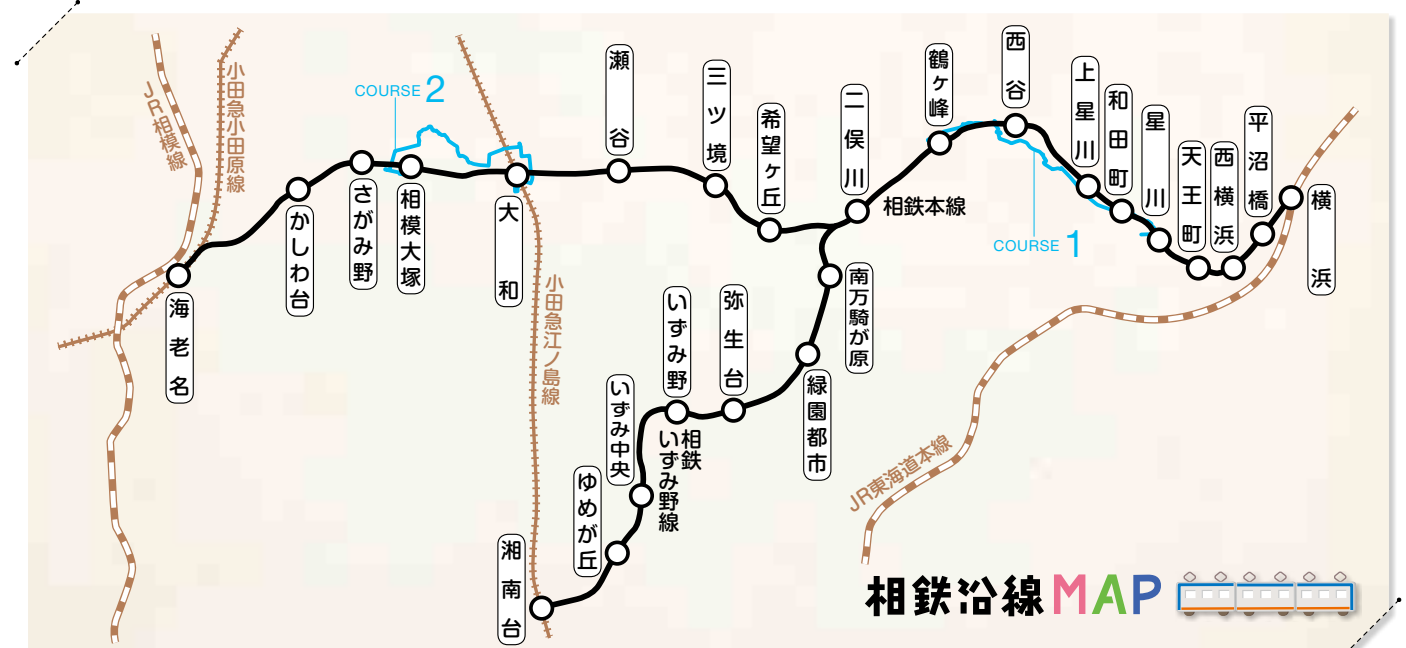 JR相模線
小田急小田原線
COURSE 2
瀬谷
三ツ境
希望ヶ丘
二俣川
鶴ヶ峰
西谷
上星川
和田町
星川
天王町
西横浜
平沼橋
横浜
相鉄本線
COURSE 1
かしわ台
さがみ野
相模大塚
大和
海老名
小田急江ノ島線
南万騎が原
緑園都市
弥生台
いずみ野
相鉄
いずみ野線
いずみ中央
ゆめが丘
湘南台
JR東海道本線
相鉄沿線MAP